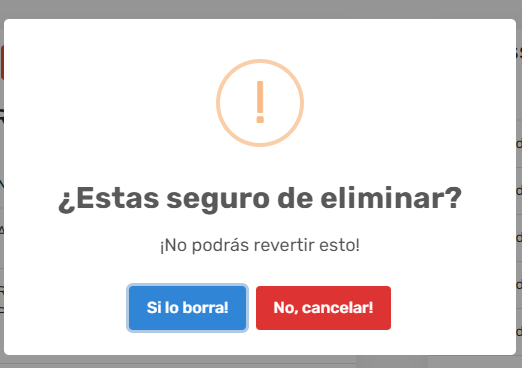 ¿Estas seguro de eliminar?
¡No podrás revertir esto!
Si lo borra!
No, cancelar!